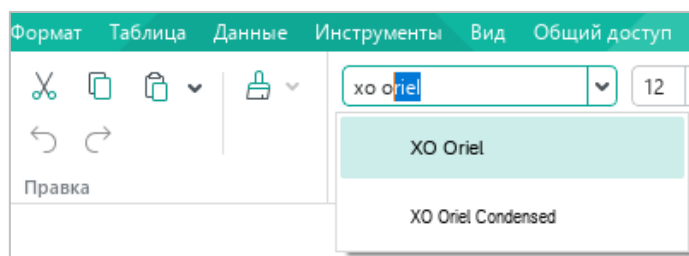 Формат Таблица Данные Инструменты Вид Общий доступ
xo oriel 12
XO Oriel
Правка
XO Oriel Condensed